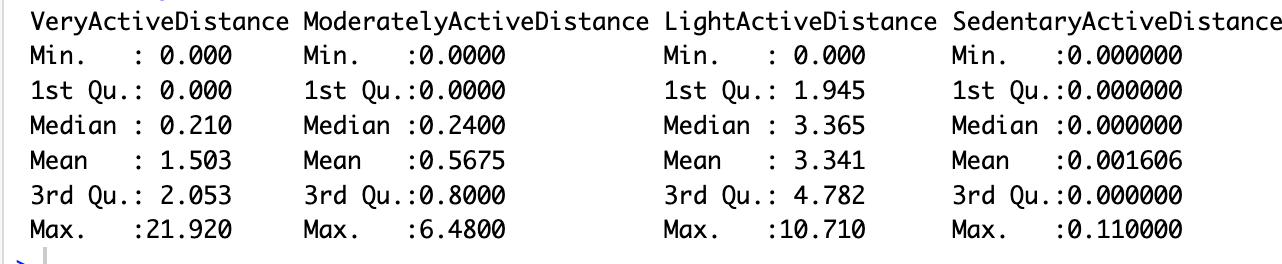 VeryActiveDistance ModeratelyActiveDistance LightActiveDistance SedentaryActiveDistance
Min.   : 0.000     Min.   :0.0000           Min.   : 0.000      Min.   :0.000000
1st Qu.: 0.000     1st Qu.:0.0000           1st Qu.: 1.945      1st Qu.:0.000000
Median : 0.210     Median :0.2400           Median : 3.365      Median :0.000000
Mean   : 1.503     Mean   :0.5675           Mean   : 3.341      Mean   :0.001606
3rd Qu.: 2.053     3rd Qu.:0.8000           3rd Qu.: 4.782      3rd Qu.:0.000000
Max.   :21.920     Max.   :6.4800           Max.   :10.710      Max.   :0.110000